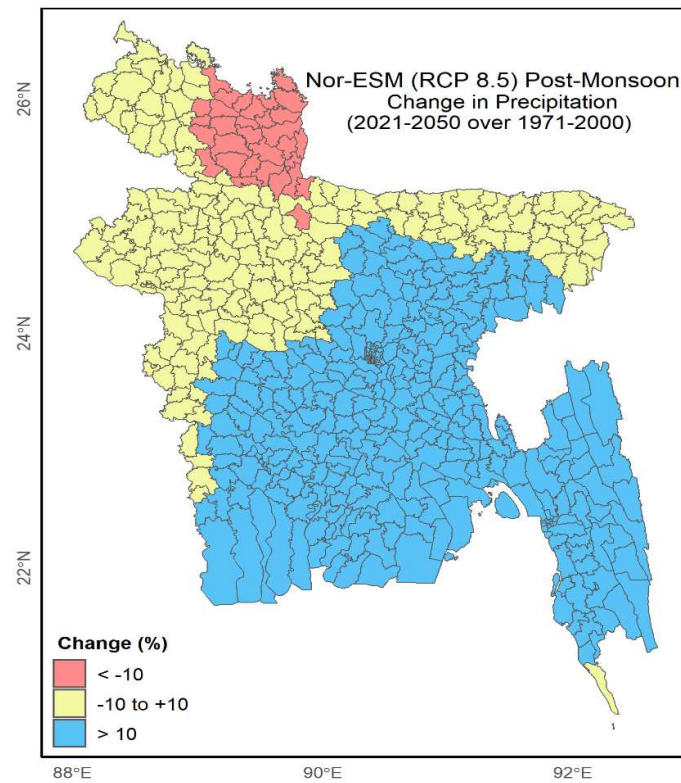 Nor-ESM (RCP 8.5) Post-Monsoon
Change in Precipitation
(2021-2050 over 1971-2000)
26°N
24°N
22°N
Change (%)
< -10
-10 to +10
> 10
88°E
90°E
92°E